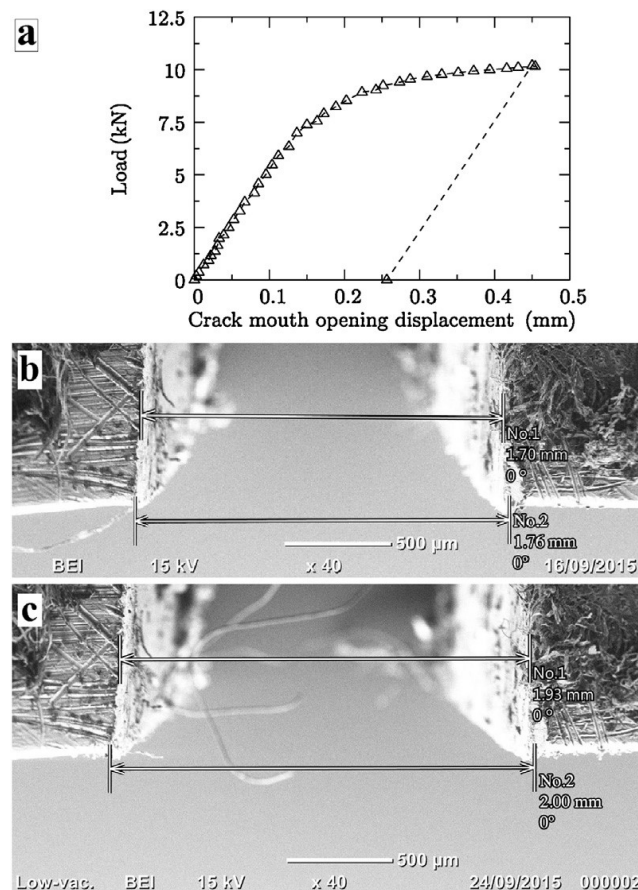 a
12.5
10
7.5
5
2.5
0
Load (kN)
0 0.1 0.2 0.3 0.4 0.5
Crack mouth opening displacement (mm)
b
No.1
1.70 mm
0°
No.2
1.76 mm
0°
500 µm
BEI 15 kV x 40 16/09/2015
c
No.1
1.93 mm
0°
No.2
2.00 mm
0°
500 µm
Low-vac. BEI 15 kV x 40 24/09/2015 000002